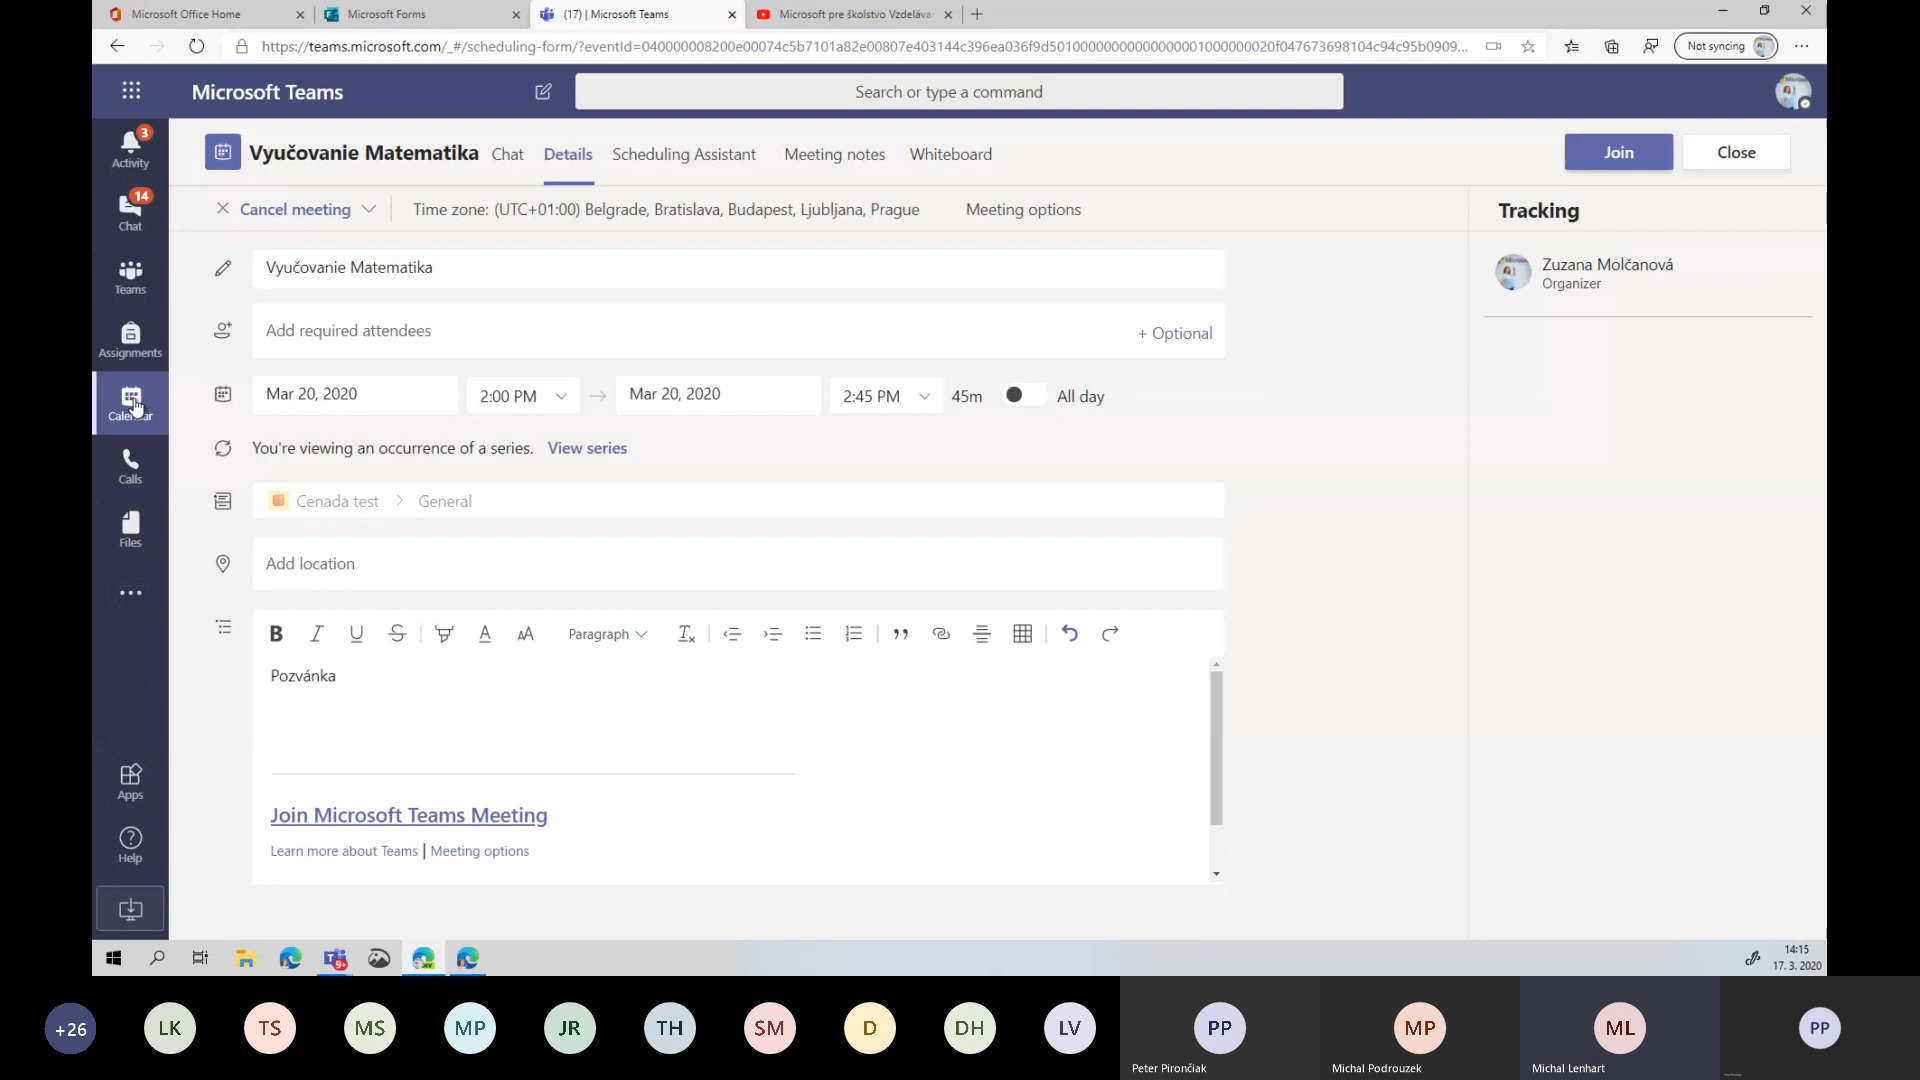 Microsoft Office Home
Microsoft Forms
(17) | Microsoft Teams
Microsoft pre školstvo Vzdeláva
https://teams.microsoft.com/_#/scheduling-form/?eventId=040000008200e00074c5b7101a82e00807e403144c396ea036f9d5010000000000000000100000020f047673698104c94c95b0909...
Not syncing
Microsoft Teams
Search or type a command
3
Activity
14
Chat
Teams
Assignments
Calendar
Calls
Files
Apps
Help
Vyučovanie Matematika
Chat
Details
Scheduling Assistant
Meeting notes
Whiteboard
Join
Close
Cancel meeting
Time zone: (UTC+01:00) Belgrade, Bratislava, Budapest, Ljubljana, Prague
Meeting options
Vyučovanie Matematika
Add required attendees
+ Optional
Mar 20, 2020
2:00 PM
Mar 20, 2020
2:45 PM
45m
All day
You're viewing an occurrence of a series. View series
Cenada test > General
Add location
B I U S A AA Paragraph
Pozvánka
Join Microsoft Teams Meeting
Learn more about Teams | Meeting options
Tracking
Zuzana Molčanová
Organizer
9+
DEV
14:15
17. 3. 2020
+26
LK
TS
MS
MP
JR
TH
SM
D
DH
LV
PP
Peter Pirončiak
MP
Michal Podrouzek
ML
Michal Lenhart
PP